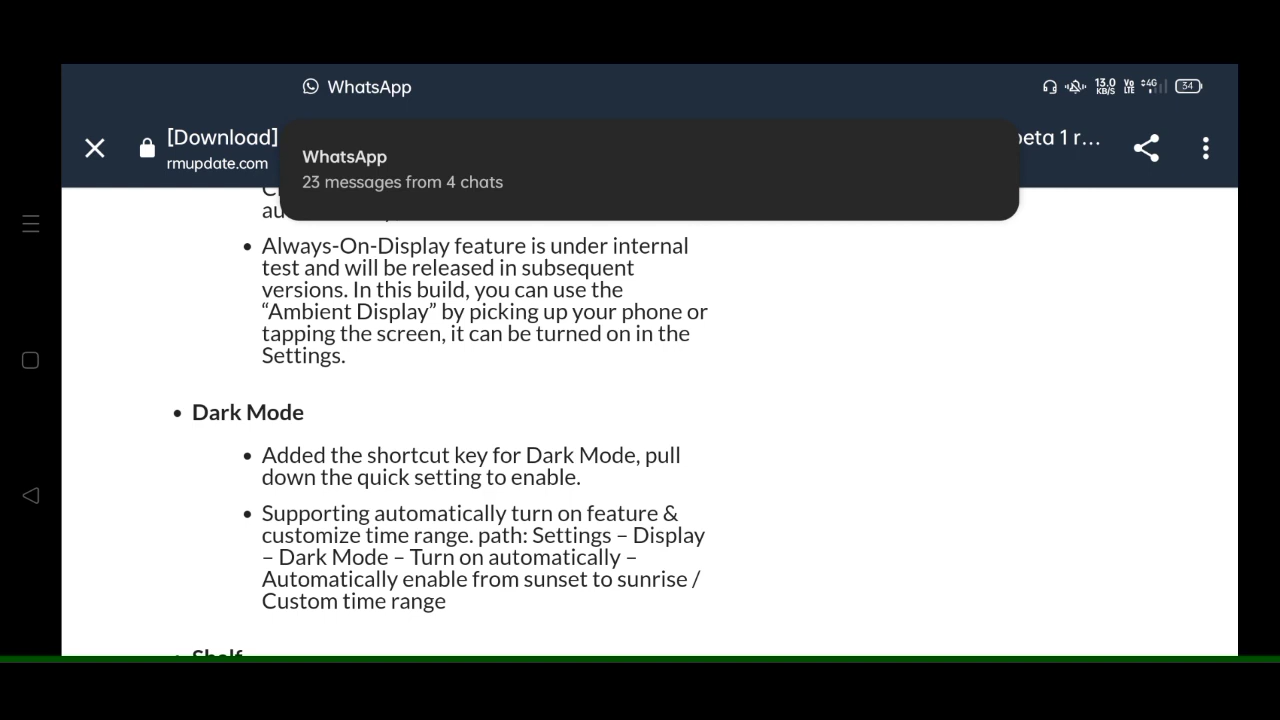 WhatsApp
13.0 KB/S Vo LTE 4G 34
[Download] beta 1 r...
rmupdate.com
WhatsApp
23 messages from 4 chats
• Always-On-Display feature is under internal
test and will be released in subsequent
versions. In this build, you can use the
“Ambient Display” by picking up your phone or
tapping the screen, it can be turned on in the
Settings.
• Dark Mode
• Added the shortcut key for Dark Mode, pull
down the quick setting to enable.
• Supporting automatically turn on feature &
customize time range. path: Settings – Display
– Dark Mode – Turn on automatically –
Automatically enable from sunset to sunrise /
Custom time range
• Shelf